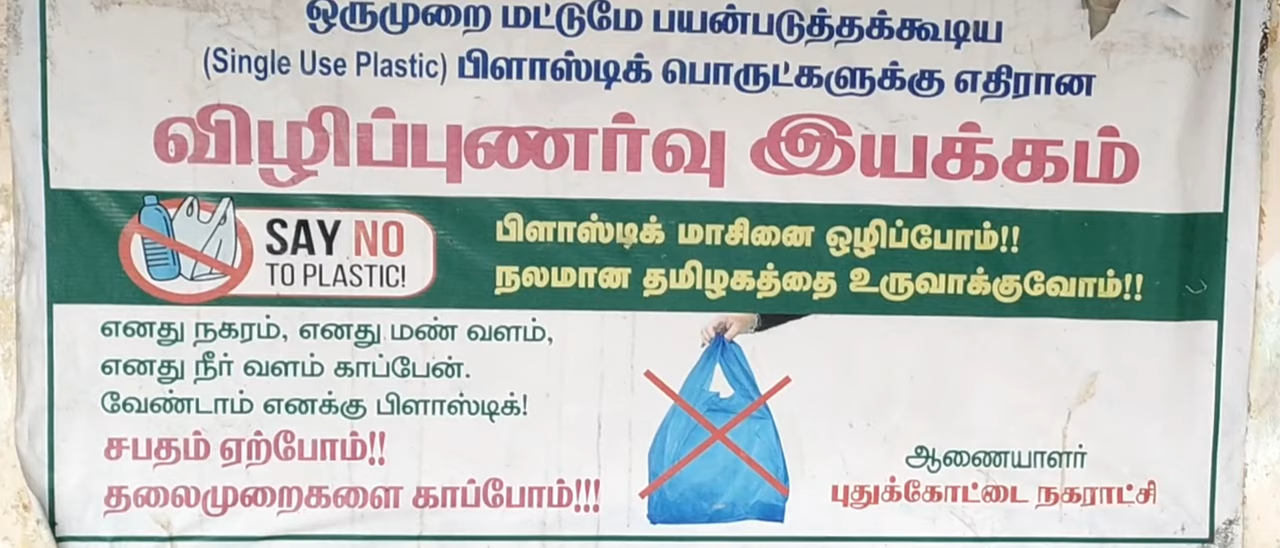 ஒருமுறை மட்டுமே பயன்படுத்தக்கூடிய
(Single Use Plastic) பிளாஸ்டிக் பொருட்களுக்கு எதிரான
விழிப்புணர்வு இயக்கம்
SAY NO
TO PLASTIC!
பிளாஸ்டிக் மாசினை ஒழிப்போம்!!
நலமான தமிழகத்தை உருவாக்குவோம்!!
எனது நகரம், எனது மண் வளம்,
எனது நீர் வளம் காப்பேன்.
வேண்டாம் எனக்கு பிளாஸ்டிக்!
சபதம் ஏற்போம்!!
தலைமுறைகளை காப்போம்!!!
ஆணையாளர்
புதுக்கோட்டை நகராட்சி